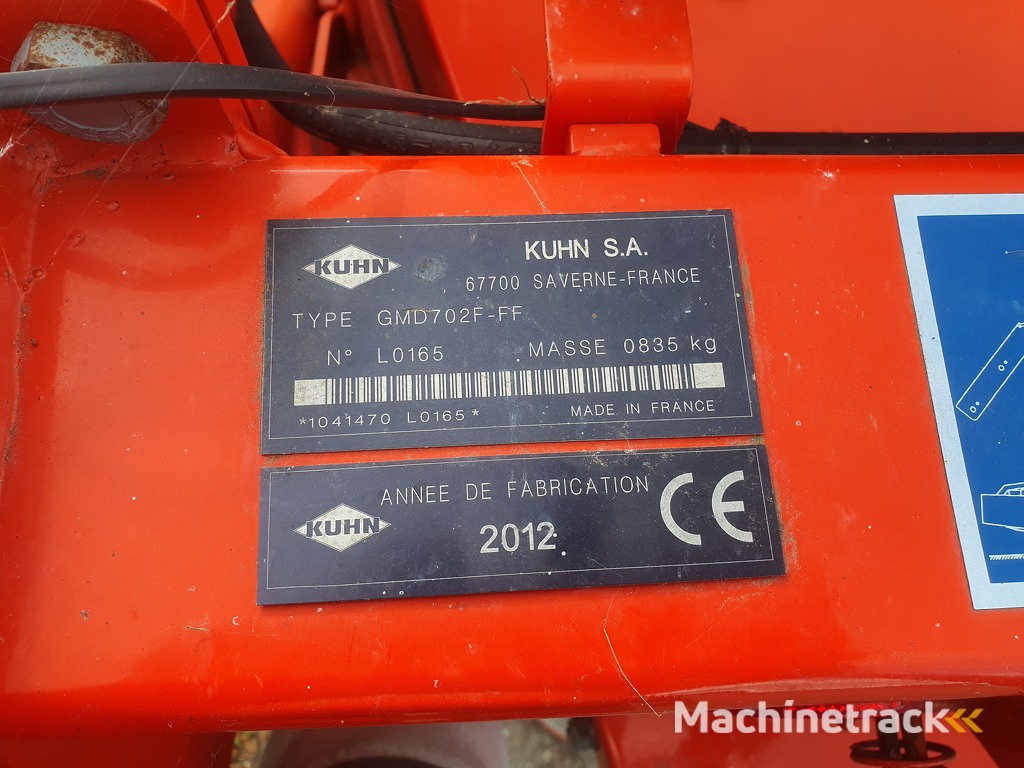 KUHN
KUHN S.A.
67700 SAVERNE-FRANCE
TYPE GMD702F-FF
N° L0165 MASSE 0835 kg
*1041470 L0165* MADE IN FRANCE
KUHN
ANNEE DE FABRICATION
2012
CE
Machinetrack